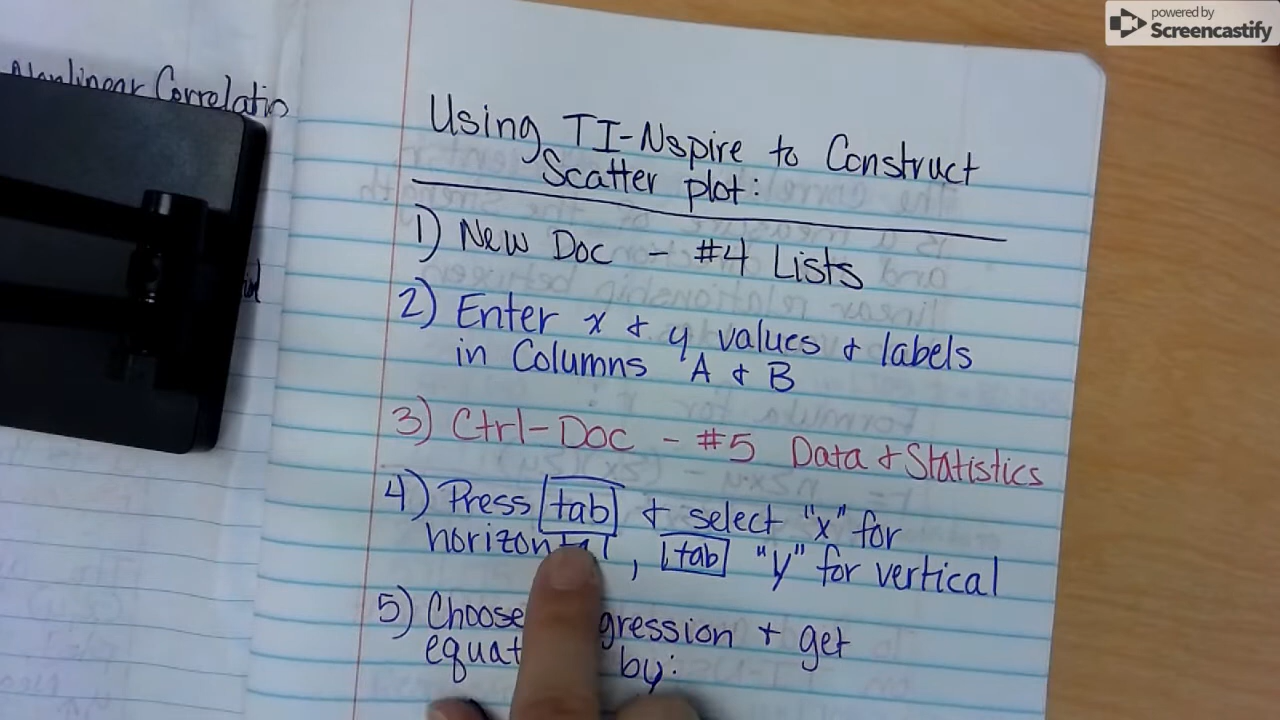 powered by
Screencastify
Nonlinear Correlatio
Using TI-Nspire to Construct
Scatter plot:
1) New Doc - #4 Lists
2) Enter x & y values & labels
in Columns A & B
3) Ctrl-Doc - #5 Data & Statistics
4) Press tab & select "x" for
horizontal, tab "y" for vertical
5) Choose & get
by: